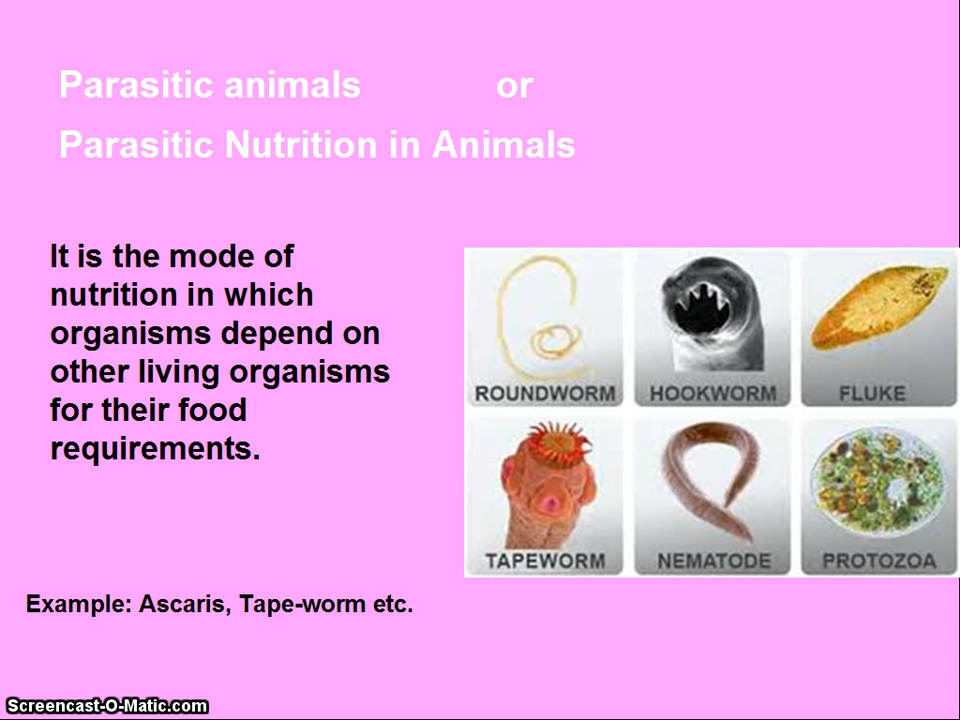 Parasitic animals or
Parasitic Nutrition in Animals
It is the mode of
nutrition in which
organisms depend on
other living organisms
for their food
requirements.
ROUNDWORM HOOKWORM FLUKE
TAPEWORM NEMATODE PROTOZOA
Example: Ascaris, Tape-worm etc.
Screencast-O-Matic.com